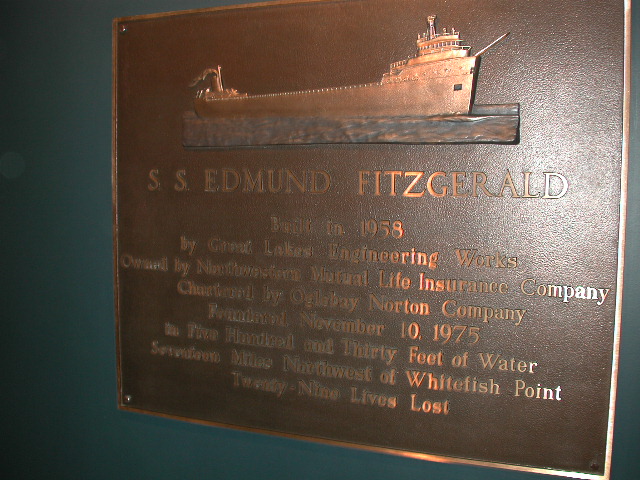 S. S. EDMUND FITZGERALD
Built in 1958
by Great Lakes Engineering Works
Owned by Northwestern Mutual Life Insurance Company
Chartered by Oglebay Norton Company
Foundered November 10, 1975
in Five Hundred and Thirty Feet of Water
Seventeen Miles Northwest of Whitefish Point
Twenty-Nine Lives Lost